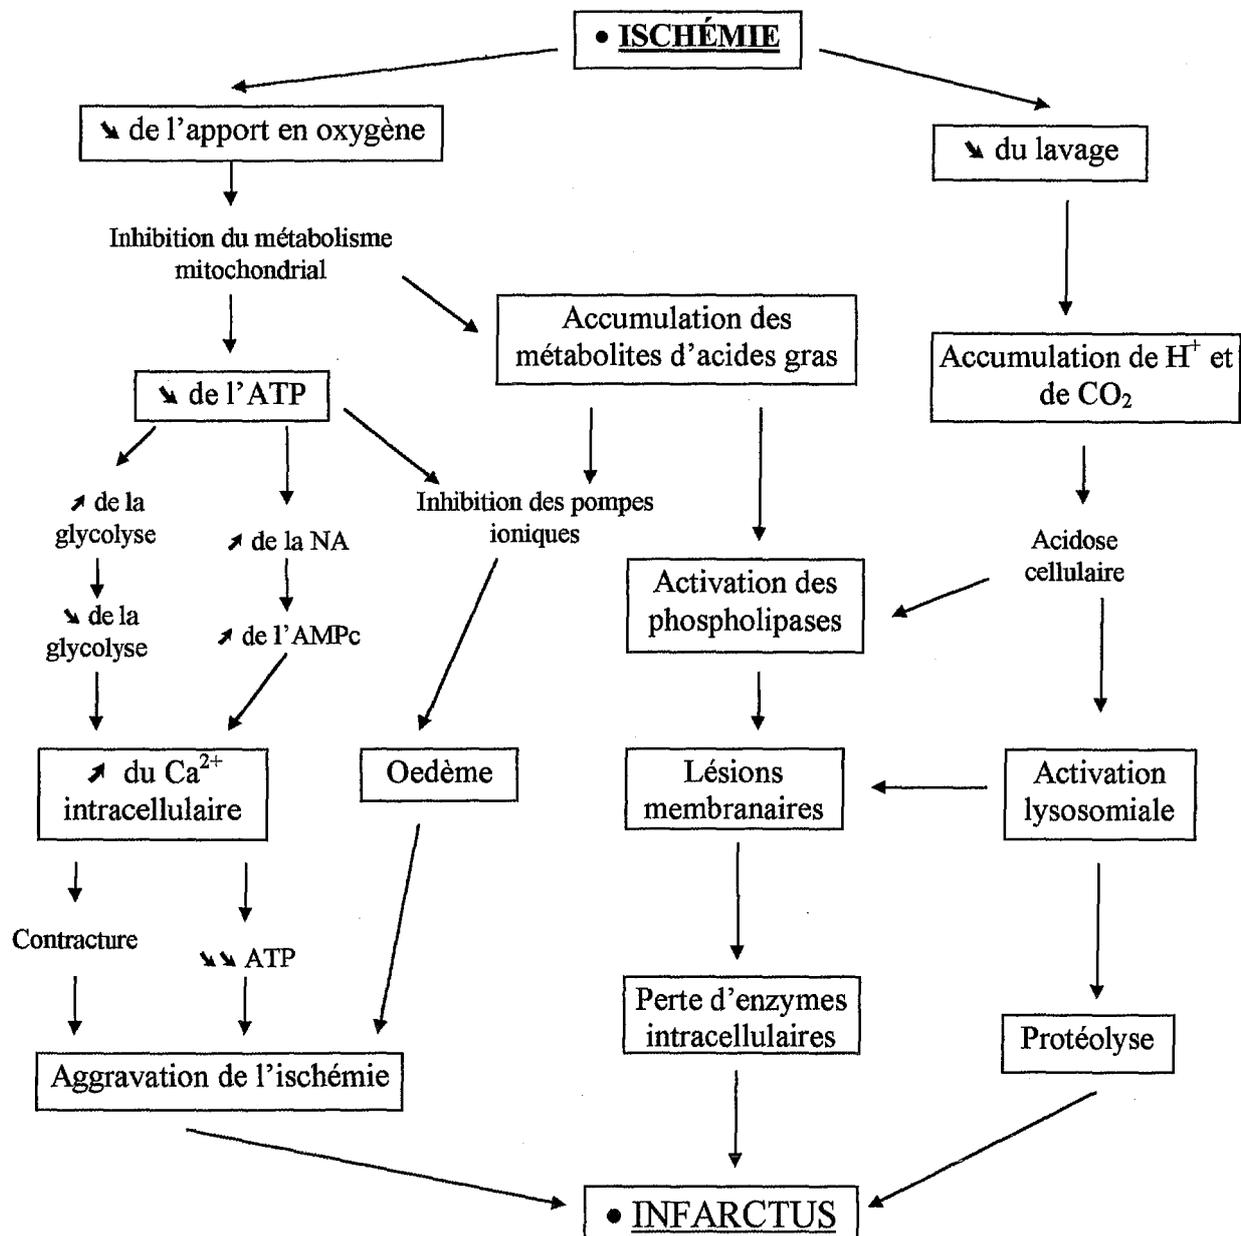 • ISCHÉMIE
↘ de l’apport en oxygène
↘ du lavage
Inhibition du métabolisme
mitochondrial
Accumulation des
métabolites d’acides gras
Accumulation de H⁺ et
de CO₂
↘ de l’ATP
↗ de la
glycolyse
↗ de la NA
Inhibition des pompes
ioniques
Acidose
cellulaire
Activation des
phospholipases
↘ de la
glycolyse
↗ de l’AMPc
↗ du Ca²⁺
intracellulaire
Oedème
Lésions
membranaires
Activation
lysosomiale
Contracture
↘↘ ATP
Perte d’enzymes
intracellulaires
Protéolyse
Aggravation de l’ischémie
• INFARCTUS